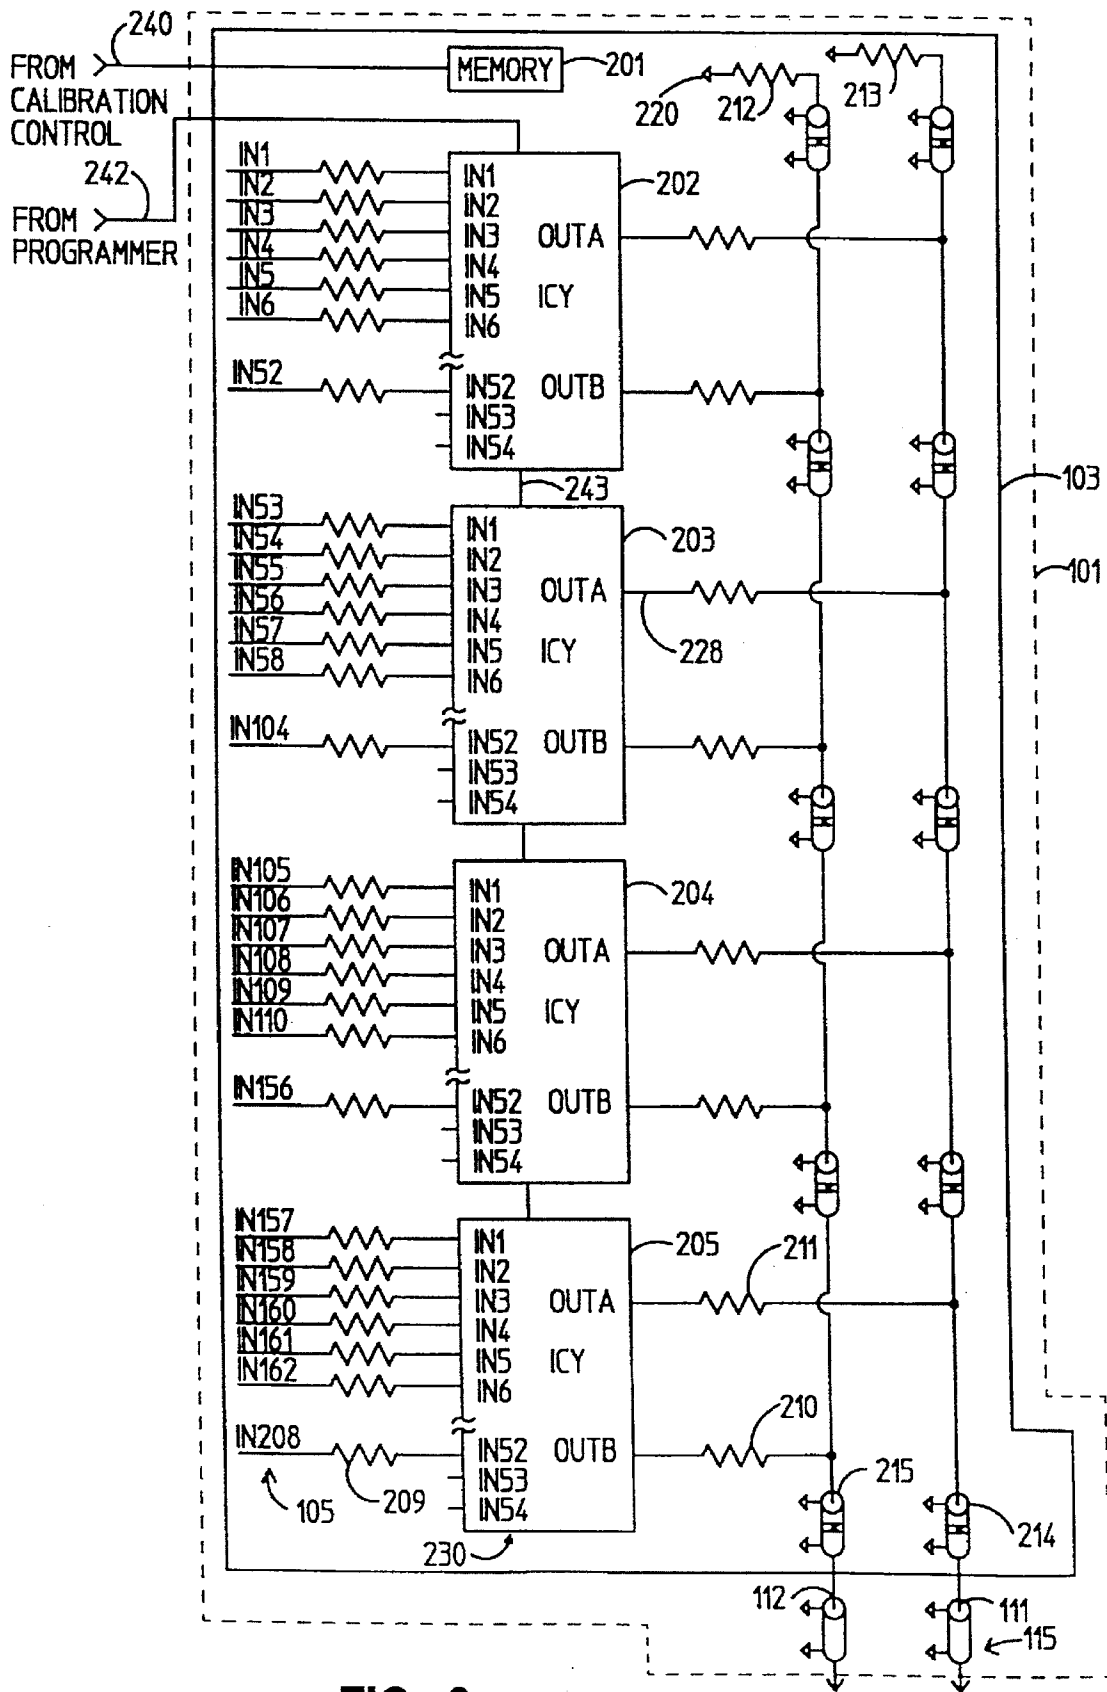 240
FROM
CALIBRATION
CONTROL
MEMORY
201
220
212
213
242
FROM
PROGRAMMER
IN1
IN2
IN3
IN4
IN5
IN6
IN52
IN1
IN2
IN3
IN4
IN5
IN6
IN52
IN53
IN54
OUTA
ICY
OUTB
202
243
103
101
IN53
IN54
IN55
IN56
IN57
IN58
IN104
IN1
IN2
IN3
IN4
IN5
IN6
IN52
IN53
IN54
OUTA
ICY
OUTB
203
228
IN105
IN106
IN107
IN108
IN109
IN110
IN156
IN1
IN2
IN3
IN4
IN5
IN6
IN52
IN53
IN54
OUTA
ICY
OUTB
204
IN157
IN158
IN159
IN160
IN161
IN162
IN208
IN1
IN2
IN3
IN4
IN5
IN6
IN52
IN53
IN54
OUTA
ICY
OUTB
205
211
210
215
214
105
209
230
112
111
115